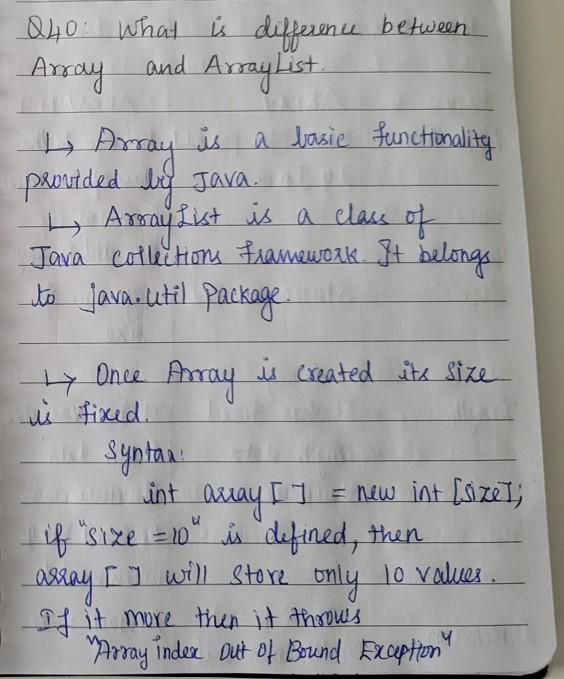 Q40: What is difference between
Array and ArrayList.
↳ Array is a basic functionality
provided by Java.
↳ ArrayList is a class of
Java collections framework. It belongs
to java.util Package.
↳ Once Array is created its size
is fixed.
Syntax:
int array [ ] = new int [size];
if "size = 10" is defined, then
array [ ] will store only 10 values.
If it more then it throws
"Array index Out Of Bound Exception"